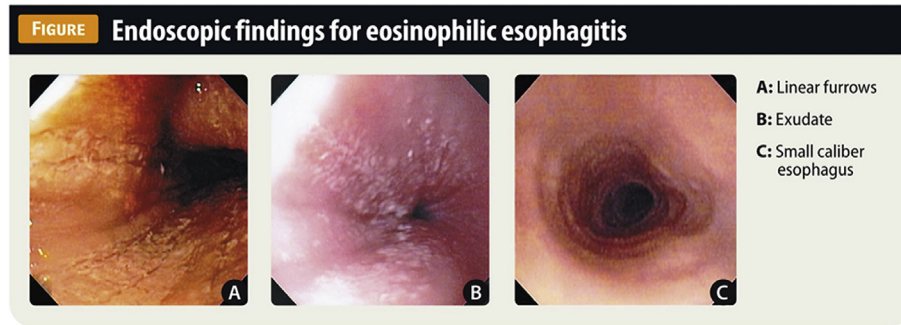 FIGURE Endoscopic findings for eosinophilic esophagitis
A: Linear furrows
B: Exudate
C: Small caliber
esophagus
A B C